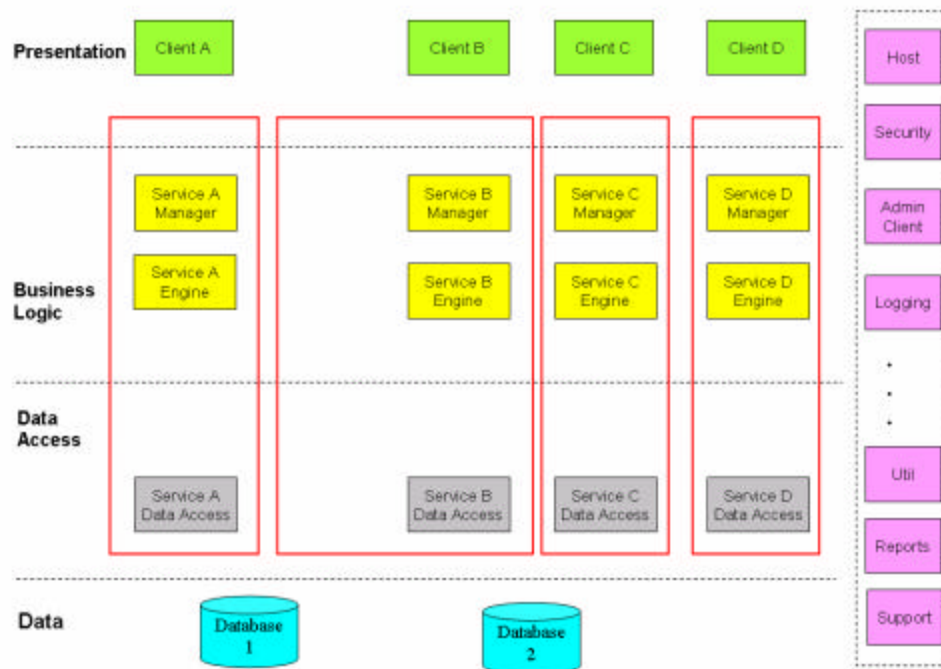 Presentation
Client A
Client B
Client C
Client D
Host
Security
Service A
Manager
Service B
Manager
Service C
Manager
Service D
Manager
Admin
Client
Business
Logic
Service A
Engine
Service B
Engine
Service C
Engine
Service D
Engine
Logging
Data
Access
Service A
Data Access
Service B
Data Access
Service C
Data Access
Service D
Data Access
Util
Reports
Data
Database
1
Database
2
Support